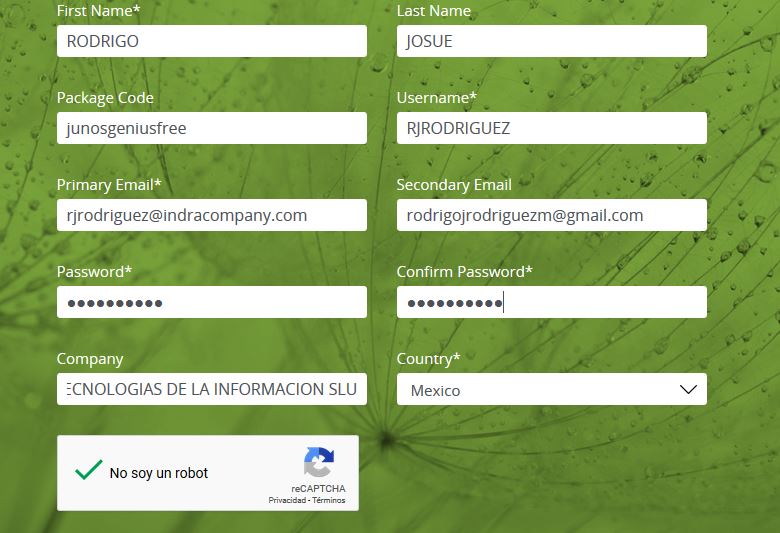 First Name*
Last Name
RODRIGO
JOSUE
Package Code
Username*
junosgeniusfree
RJRODRIGUEZ
Primary Email*
Secondary Email
rjrodriguez@indracompany.com
rodrigojrodriguezm@gmail.com
Password*
Confirm Password*
●●●●●●●●●●
●●●●●●●●●●
Company
Country*
ECNOLOGIAS DE LA INFORMACION SLU
Mexico
No soy un robot
reCAPTCHA
Privacidad - Términos